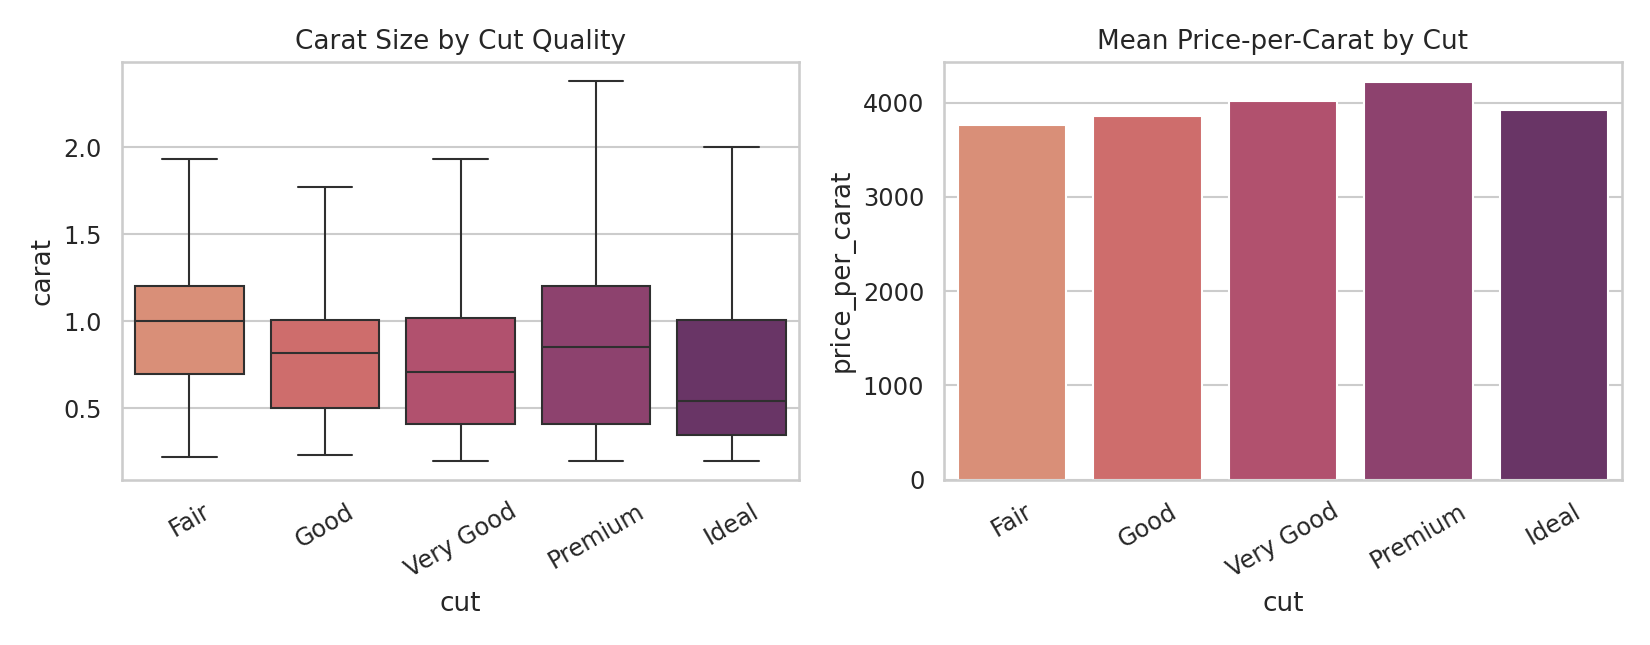 Carat Size by Cut Quality
carat
2.0
1.5
1.0
0.5
Fair
Good
Very Good
Premium
Ideal
cut
Mean Price-per-Carat by Cut
price_per_carat
4000
3000
2000
1000
0
Fair
Good
Very Good
Premium
Ideal
cut